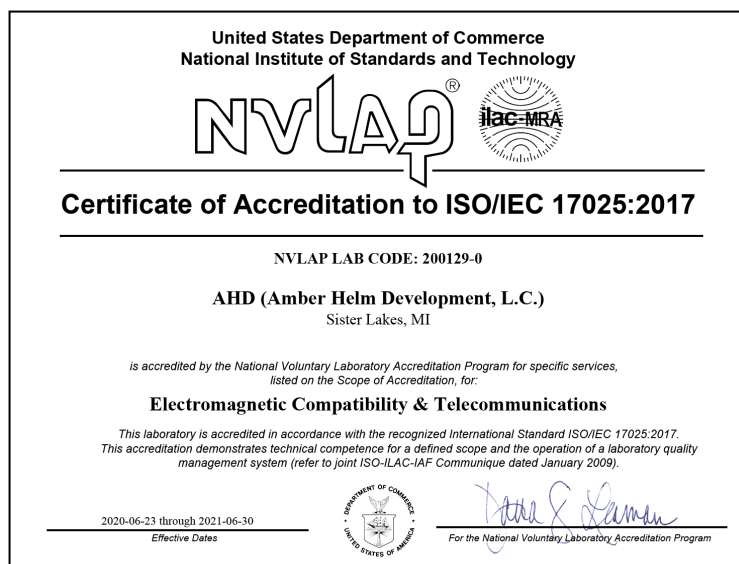 United States Department of Commerce
National Institute of Standards and Technology
NVLAP®
ilac-MRA
Certificate of Accreditation to ISO/IEC 17025:2017
NVLAP LAB CODE: 200129-0
AHD (Amber Helm Development, L.C.)
Sister Lakes, MI
is accredited by the National Voluntary Laboratory Accreditation Program for specific services,
listed on the Scope of Accreditation, for:
Electromagnetic Compatibility & Telecommunications
This laboratory is accredited in accordance with the recognized International Standard ISO/IEC 17025:2017.
This accreditation demonstrates technical competence for a defined scope and the operation of a laboratory quality
management system (refer to joint ISO-ILAC-IAF Communique dated January 2009).
2020-06-23 through 2021-06-30
Effective Dates
DEPARTMENT OF COMMERCE
UNITED STATES OF AMERICA
For the National Voluntary Laboratory Accreditation Program